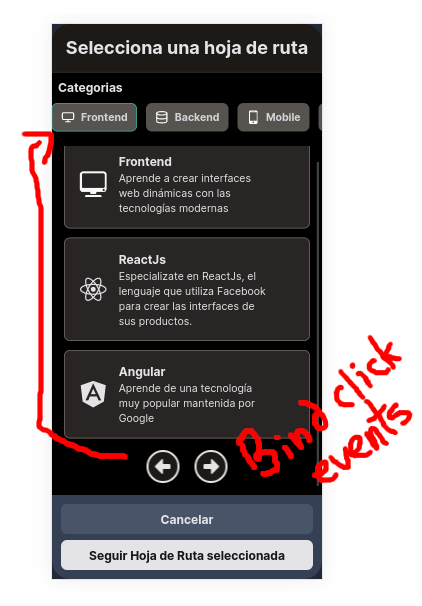 Selecciona una hoja de ruta
Categorias
Frontend
Backend
Mobile
Frontend
Aprende a crear interfaces
web dinámicas con las
tecnologías modernas
ReactJs
Especializate en ReactJs, el
lenguaje que utiliza Facebook
para crear las interfaces de
sus productos.
Angular
Aprende de una tecnología
muy popular mantenida por
Google
Bind click
events
Cancelar
Seguir Hoja de Ruta seleccionada